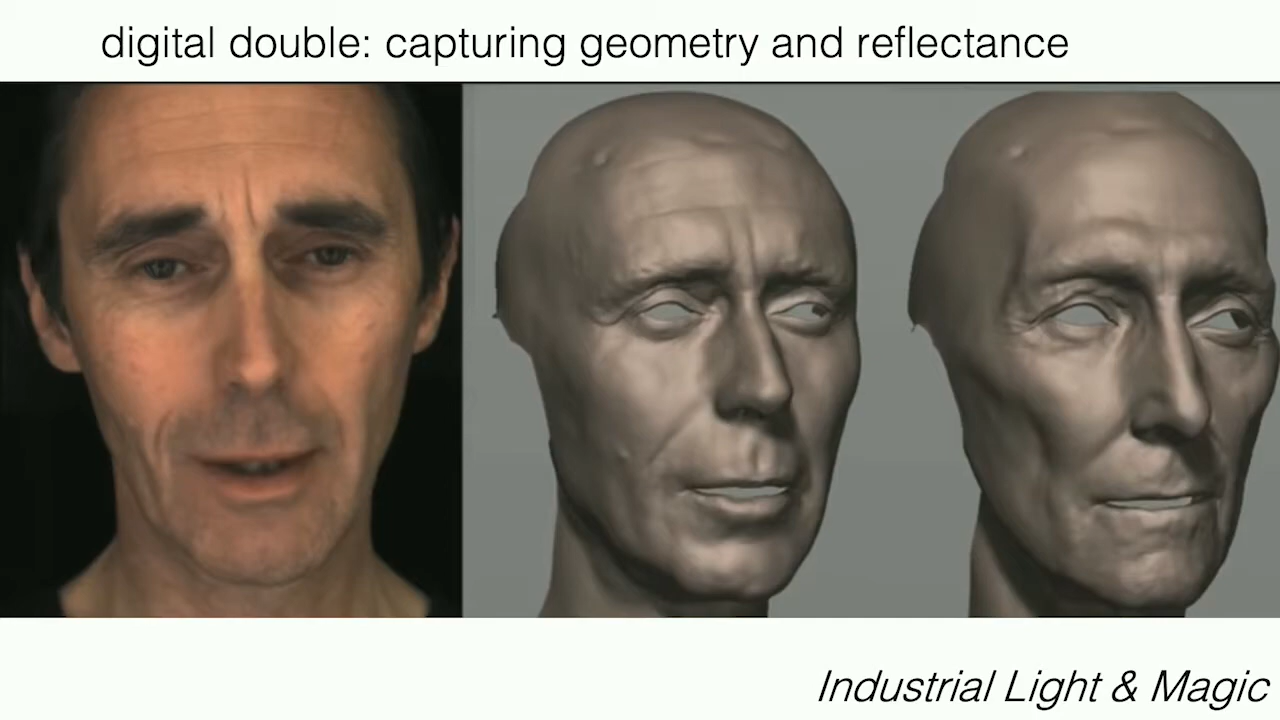 digital double: capturing geometry and reflectance
Industrial Light & Magic